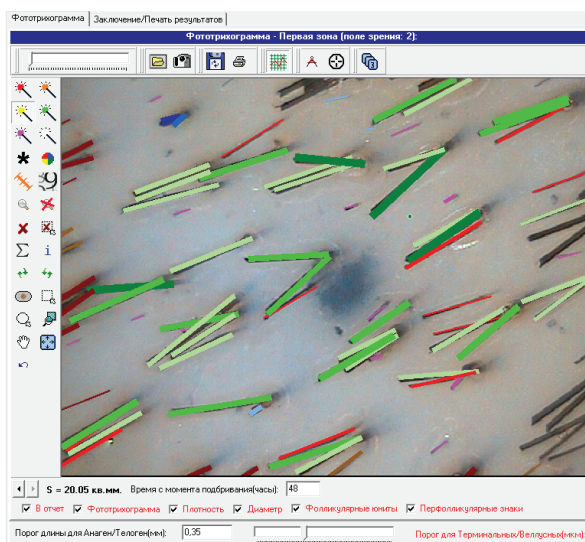 Фототрихограмма Заключение/Печать результатов
Фототрихограмма - Первая зона (поле зрения: 2):
S = 20.05 кв.мм. Время с момента подбривания(часы): 48
В отчет Фототрихограмма Плотность Диаметр Фолликулярные юниты Перфолликулярные знаки
Порог длины для Анаген/Телоген(мм): 0,35 Порог для Терминальных/Веллусных(мкм)